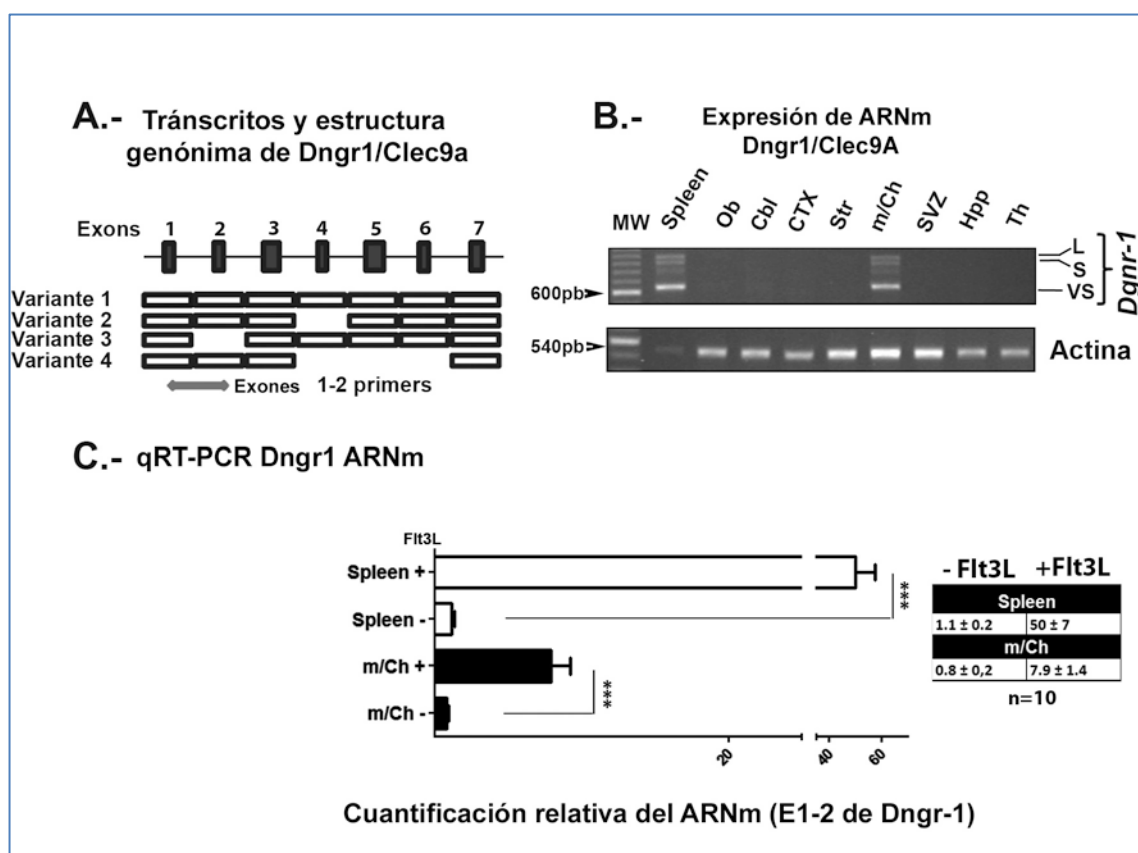 A.- Tránscritos y estructura
genónima de Dngr1/Clec9a
Exons 1 2 3 4 5 6 7
Variante 1
Variante 2
Variante 3
Variante 4
Exones 1-2 primers
B.- Expresión de ARNm
Dngr1/Clec9A
MW Spleen Ob Cbl CTX Str m/Ch SVZ Hpp Th
L
S
VS
Dgnr-1
600pb
540pb
Actina
C.- qRT-PCR Dngr1 ARNm
Flt3L
Spleen +
Spleen -
m/Ch +
m/Ch -
***
***
20 40 60
- Flt3L +Flt3L
Spleen
1.1 ± 0.2 50 ± 7
m/Ch
0.8 ± 0,2 7.9 ± 1.4
n=10
Cuantificación relativa del ARNm (E1-2 de Dngr-1)